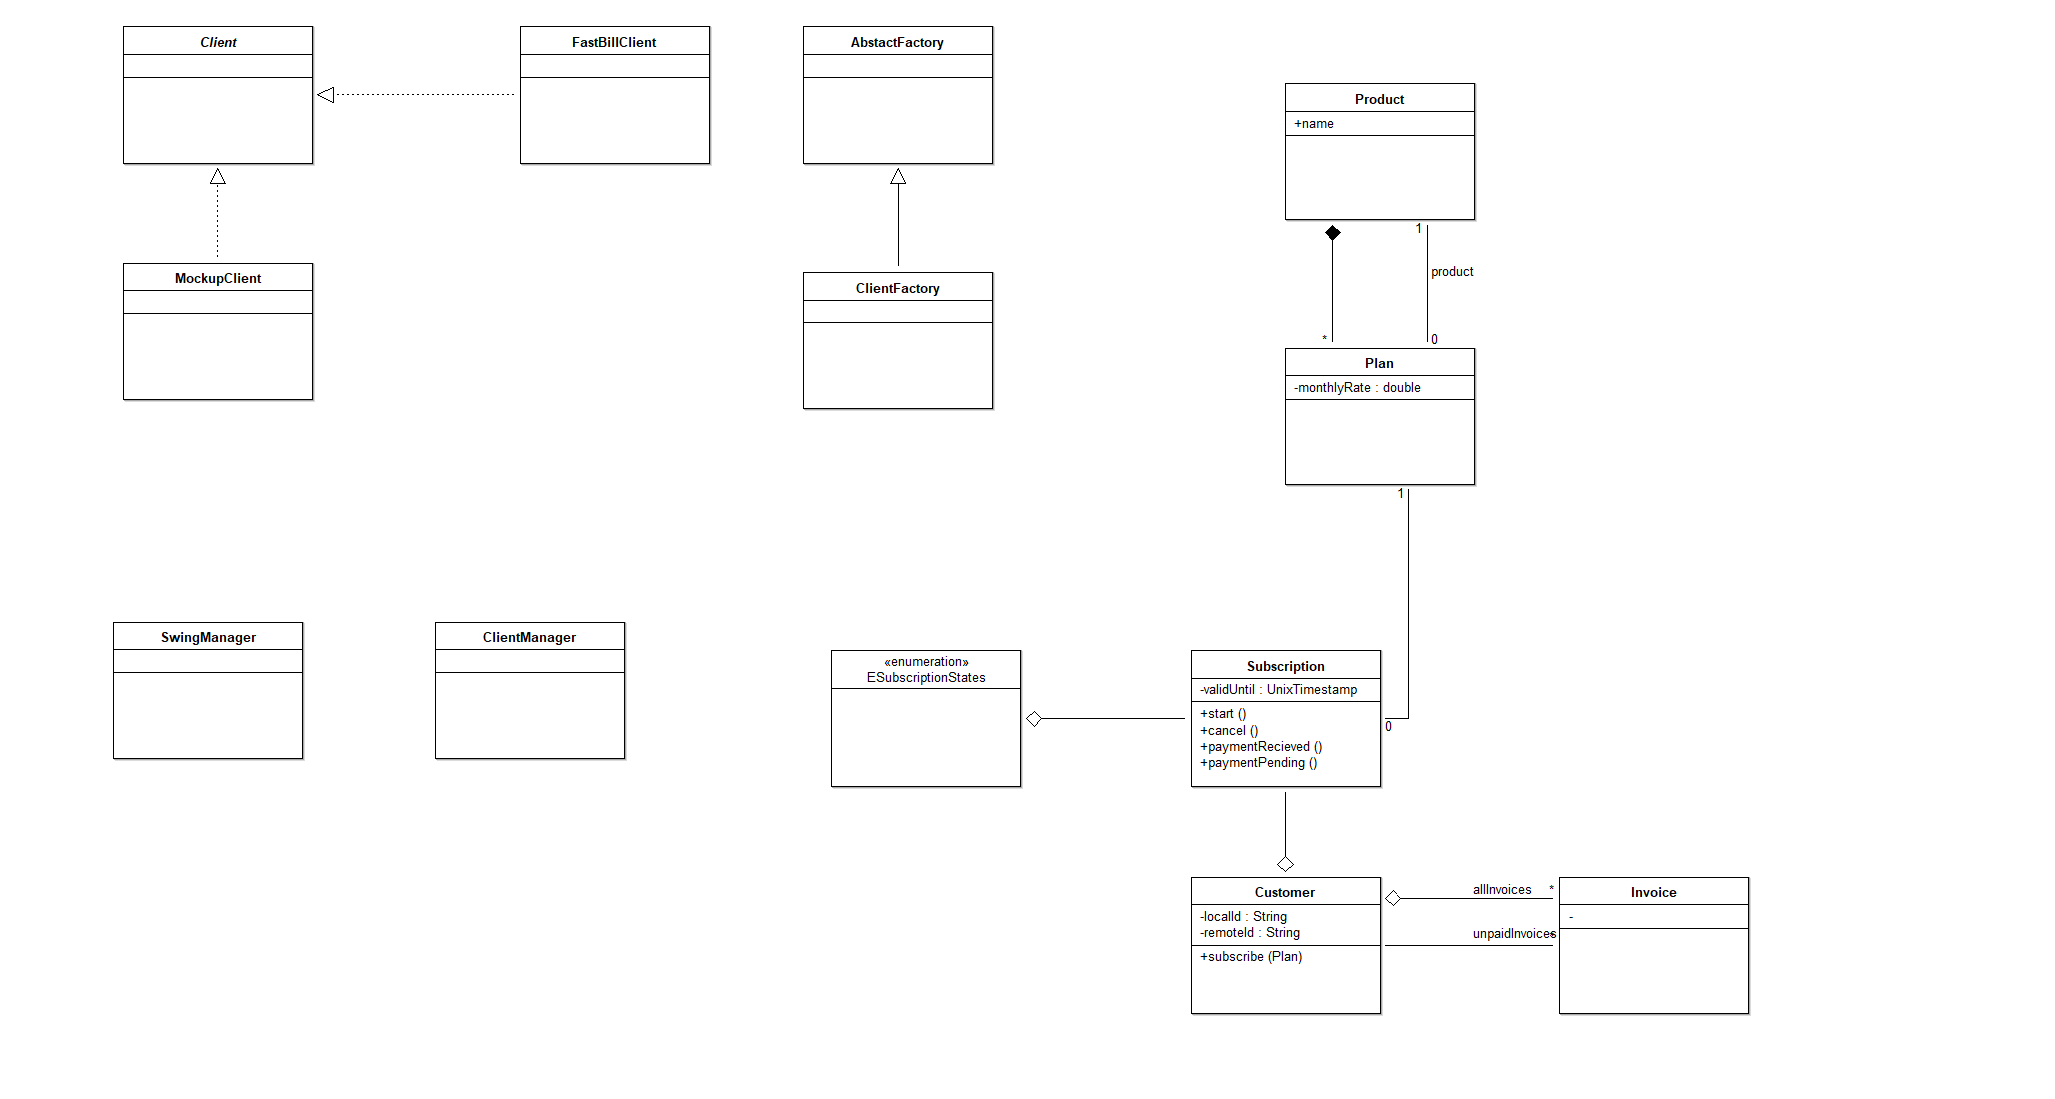 Client
FastBillClient
AbstactFactory
Product
+name
1
product
MockupClient
ClientFactory
*
0
Plan
-monthlyRate : double
1
SwingManager
ClientManager
«enumeration»
ESubscriptionStates
Subscription
-validUntil : UnixTimestamp
+start ()
+cancel ()
+paymentRecieved ()
+paymentPending ()
0
Customer
-localId : String
-remoteId : String
+subscribe (Plan)
allInvoices
*
unpaidInvoices
Invoice
-